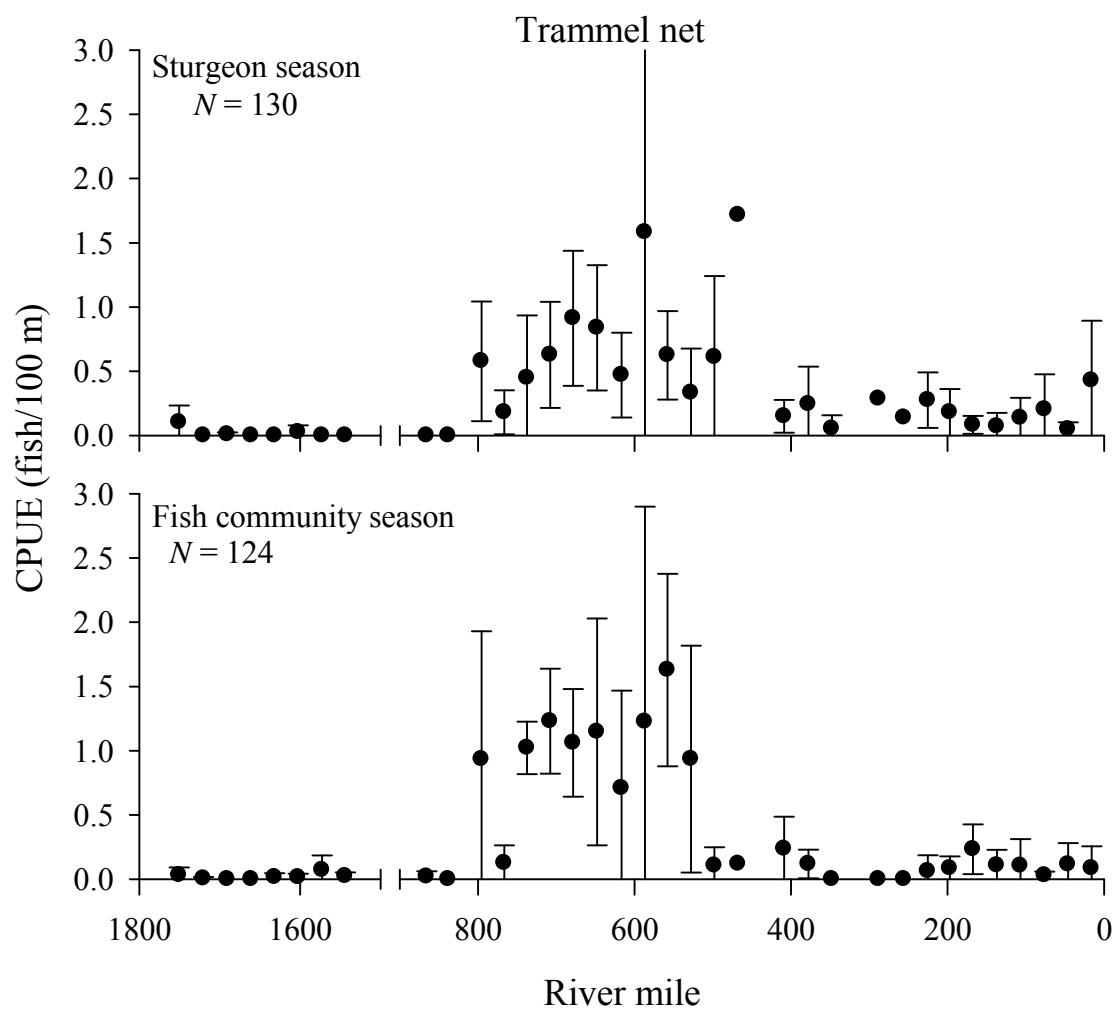 Trammel net
3.0
Sturgeon season
N = 130
2.5
2.0
1.5
1.0
0.5
0.0
CPUE (fish/100 m)
3.0
Fish community season
N = 124
2.5
2.0
1.5
1.0
0.5
0.0
1800 1600 800 600 400 200 0
River mile